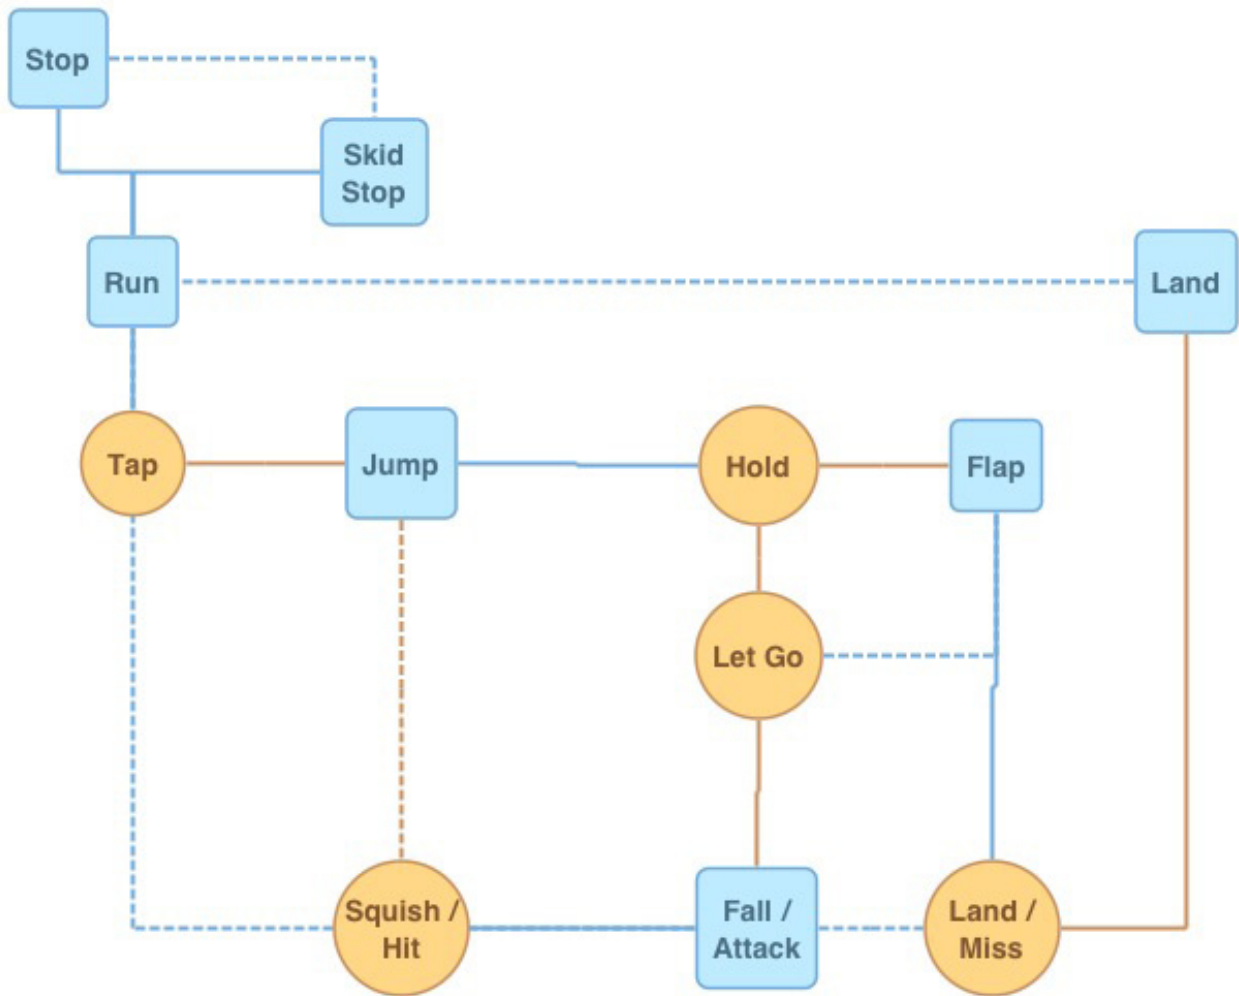 Stop
Skid
Stop
Run
Land
Tap
Jump
Hold
Flap
Let Go
Squish /
Hit
Fall /
Attack
Land /
Miss